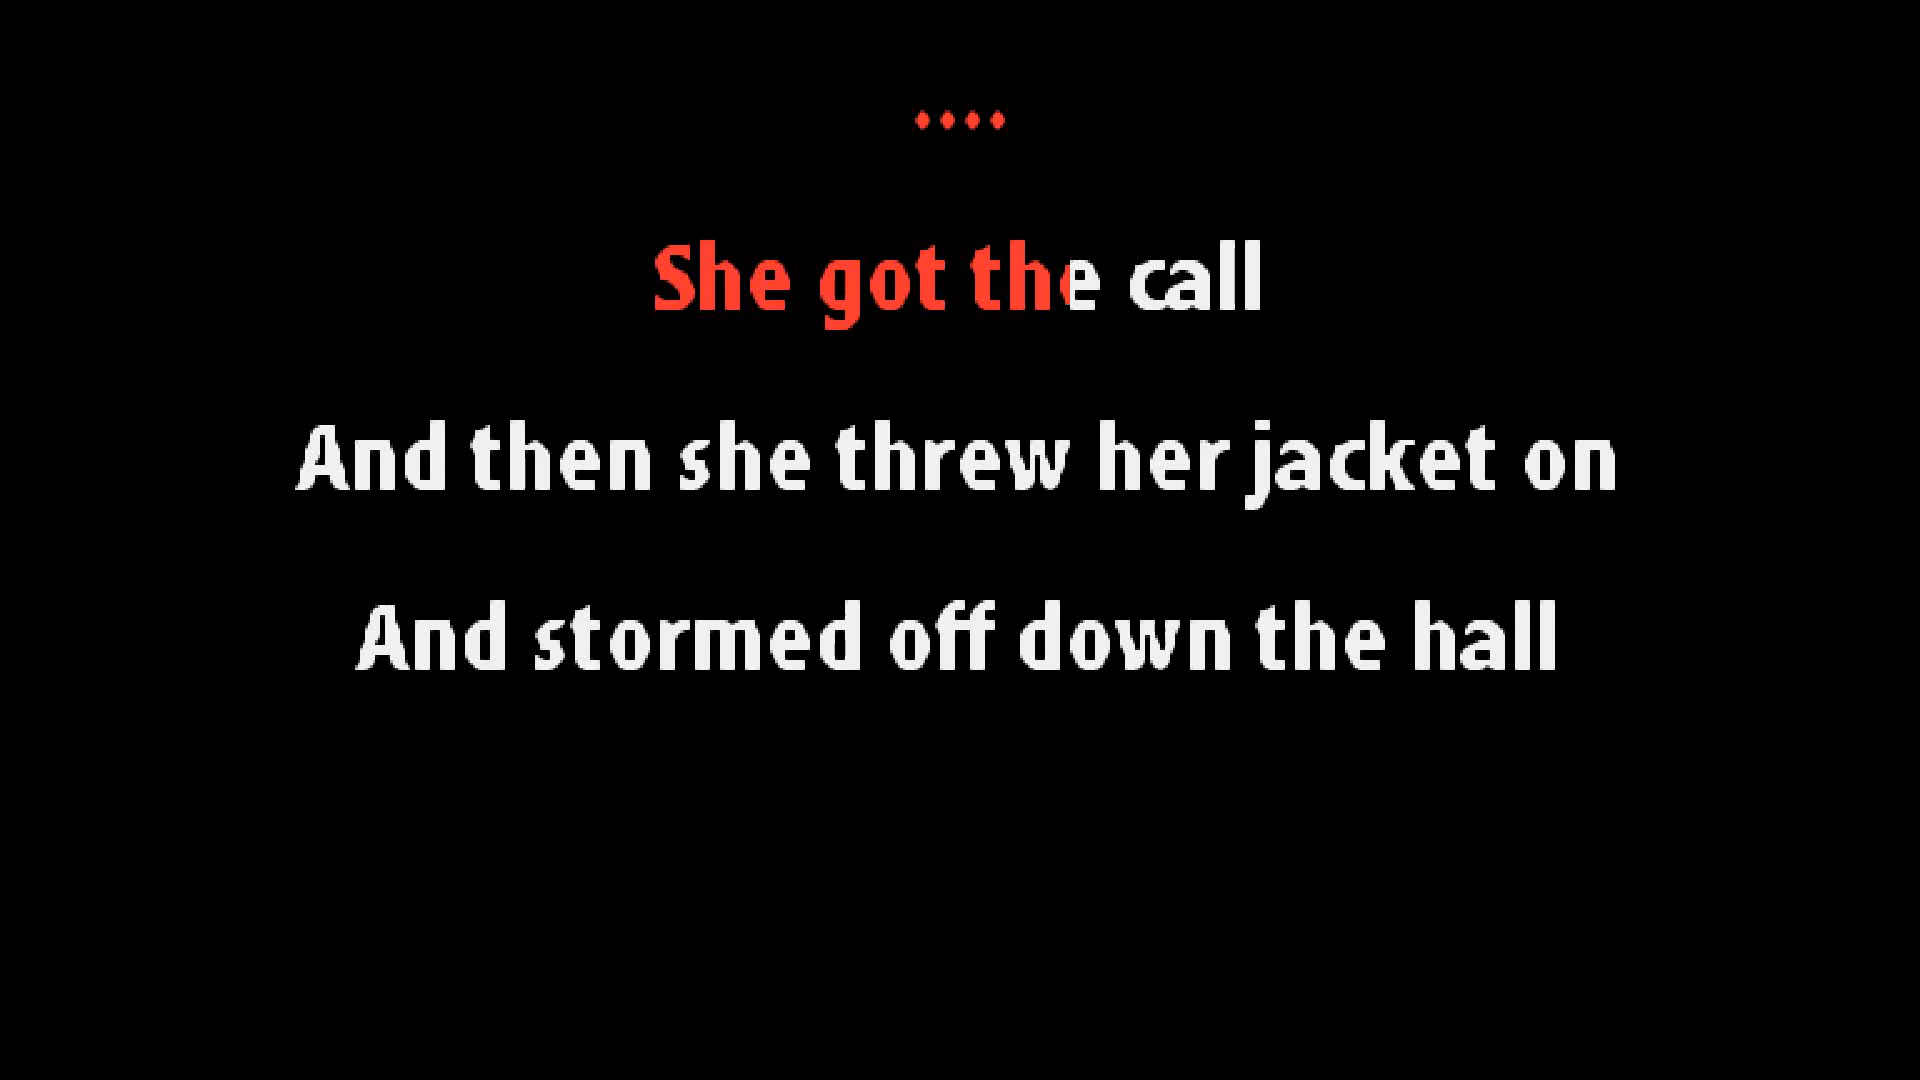 She got the call
And then she threw her jacket on
And stormed off down the hall